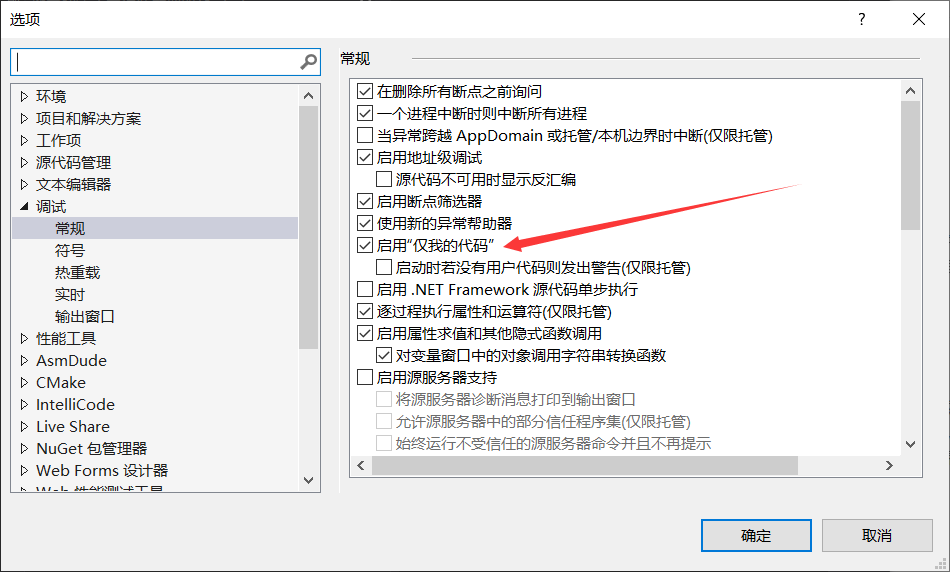 选项
环境
项目和解决方案
工作项
源代码管理
文本编辑器
调试
常规
符号
热重载
实时
输出窗口
性能工具
AsmDude
CMake
IntelliCode
Live Share
NuGet 包管理器
Web Forms 设计器
Web 性能测试工具
常规
在删除所有断点之前询问
一个进程中断时则中断所有进程
当异常跨越 AppDomain 或托管/本机边界时中断(仅限托管)
启用地址级调试
源代码不可用时显示反汇编
启用断点筛选器
使用新的异常帮助器
启用“仅我的代码”
启动时若没有用户代码则发出警告(仅限托管)
启用 .NET Framework 源代码单步执行
逐过程执行属性和运算符(仅限托管)
启用属性求值和其他隐式函数调用
对变量窗口中的对象调用字符串转换函数
启用源服务器支持
将源服务器诊断消息打印到输出窗口
允许源服务器中的部分信任程序集(仅限托管)
始终运行不受信任的源服务器命令并且不再提示
确定
取消